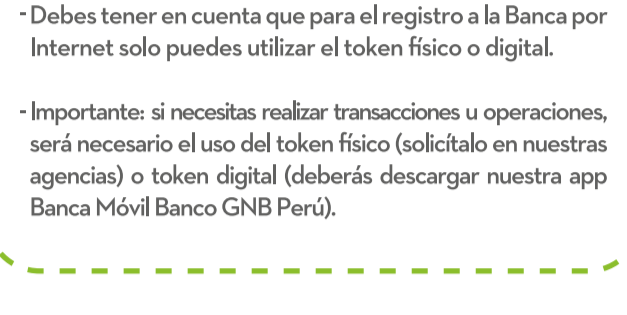 - Debes tener en cuenta que para el registro a la Banca por
Internet solo puedes utilizar el token físico o digital.
- Importante: si necesitas realizar transacciones u operaciones,
será necesario el uso del token físico (solicítalo en nuestras
agencias) o token digital (deberás descargar nuestra app
Banca Móvil Banco GNB Perú).